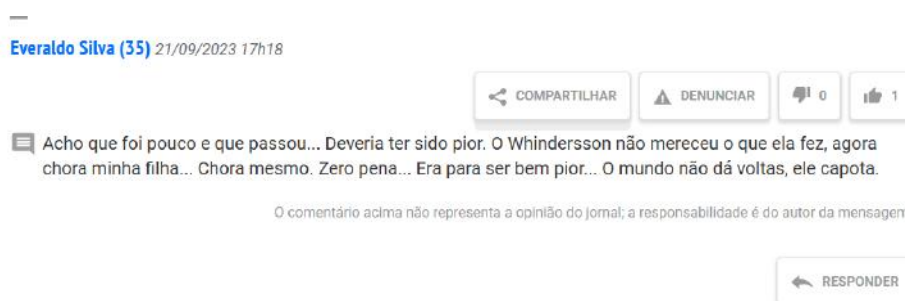 Everaldo Silva (35) 21/09/2023 17h18
COMPARTILHAR DENUNCIAR 0 1
Acho que foi pouco e que passou... Deveria ter sido pior. O Whindersson não mereceu o que ela fez, agora
chora minha filha... Chora mesmo. Zero pena... Era para ser bem pior... O mundo não dá voltas, ele capota.
O comentário acima não representa a opinião do jornal; a responsabilidade é do autor da mensagem
RESPONDER